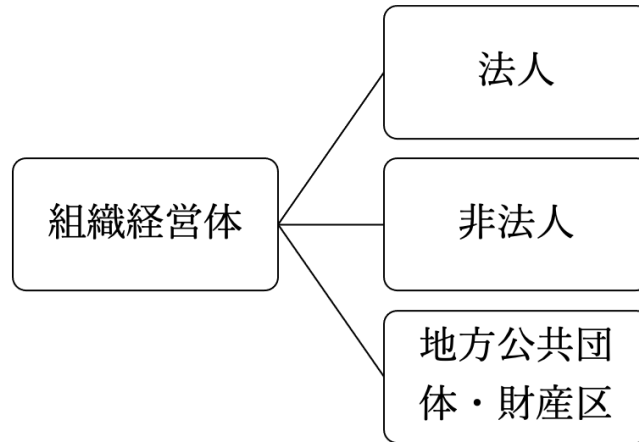 法人
組織経営体
非法人
地方公共団
体・財産区